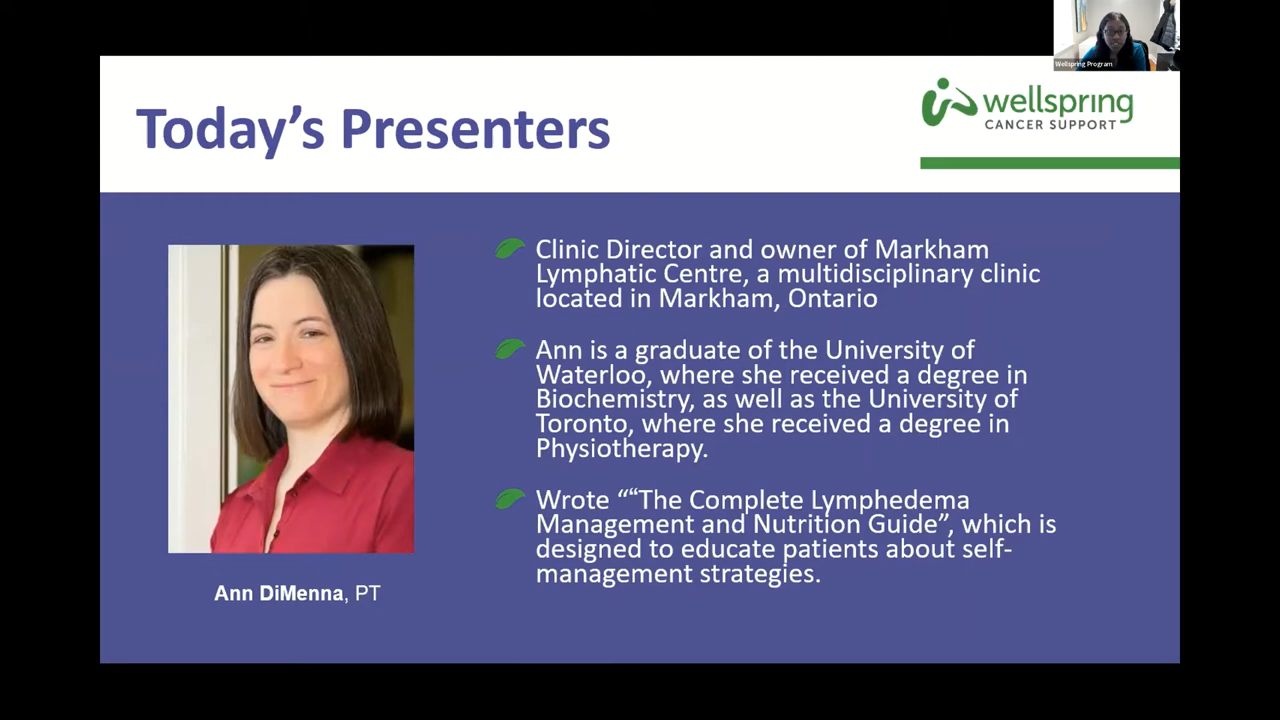 Wellspring Program
Today's Presenters
wellspring
CANCER SUPPORT
Clinic Director and owner of Markham
Lymphatic Centre, a multidisciplinary clinic
located in Markham, Ontario
Ann is a graduate of the University of
Waterloo, where she received a degree in
Biochemistry, as well as the University of
Toronto, where she received a degree in
Physiotherapy.
Wrote "“The Complete Lymphedema
Management and Nutrition Guide”, which is
designed to educate patients about self-
management strategies.
Ann DiMenna, PT